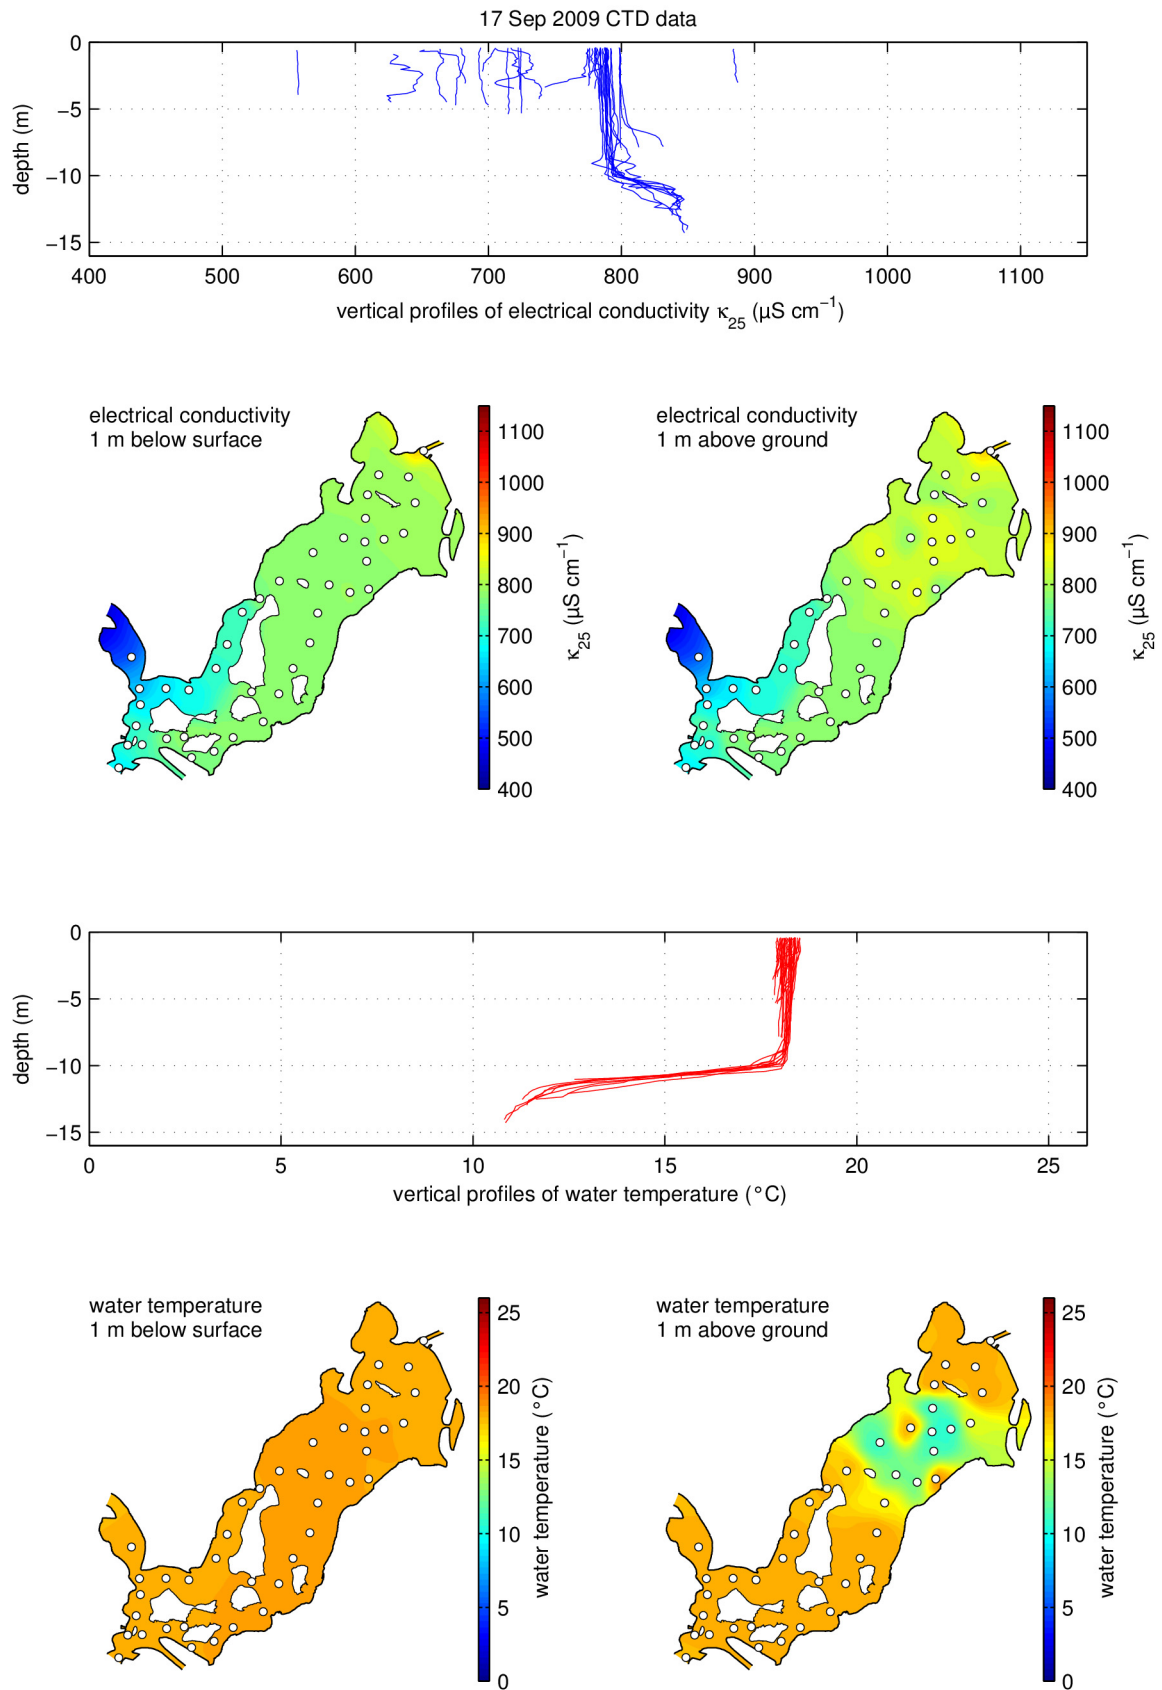 17 Sep 2009 CTD data
0
−5
−10
−15
depth (m)
400 500 600 700 800 900 1000 1100
vertical profiles of electrical conductivity κ25 (µS cm−1)
electrical conductivity
1 m below surface
1100
1000
900
800
700
600
500
400
κ25 (µS cm−1)
electrical conductivity
1 m above ground
1100
1000
900
800
700
600
500
400
κ25 (µS cm−1)
0
−5
−10
−15
depth (m)
0 5 10 15 20 25
vertical profiles of water temperature (°C)
water temperature
1 m below surface
25
20
15
10
5
0
water temperature (°C)
water temperature
1 m above ground
25
20
15
10
5
0
water temperature (°C)